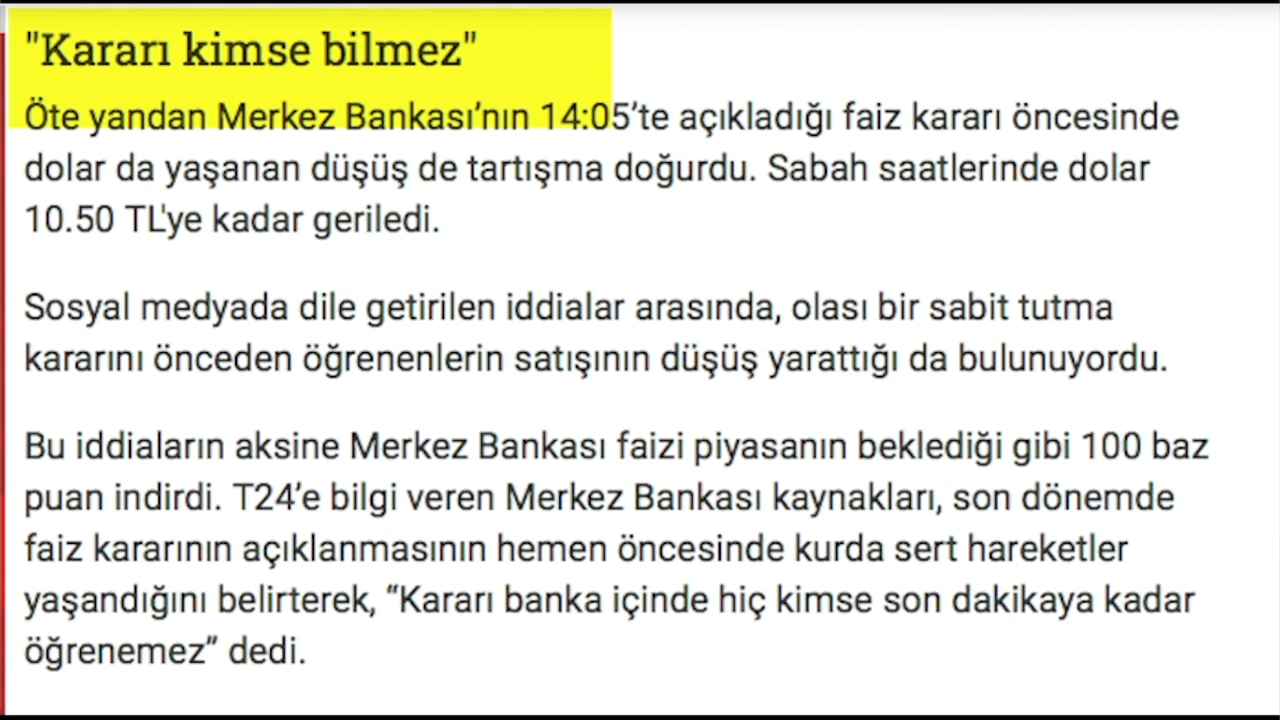 "Kararı kimse bilmez"
Öte yandan Merkez Bankası’nın 14:05’te açıkladığı faiz kararı öncesinde
dolar da yaşanan düşüş de tartışma doğurdu. Sabah saatlerinde dolar
10.50 TL'ye kadar geriledi.
Sosyal medyada dile getirilen iddialar arasında, olası bir sabit tutma
kararını önceden öğrenenlerin satışının düşüş yarattığı da bulunuyordu.
Bu iddiaların aksine Merkez Bankası faizi piyasanın beklediği gibi 100 baz
puan indirdi. T24’e bilgi veren Merkez Bankası kaynakları, son dönemde
faiz kararının açıklanmasının hemen öncesinde kurda sert hareketler
yaşandığını belirterek, “Kararı banka içinde hiç kimse son dakikaya kadar
öğrenemez” dedi.